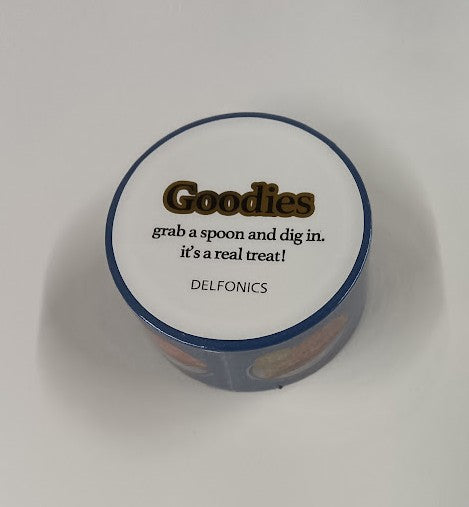 Goodies
grab a spoon and dig in.
it's a real treat!
DELFONICS